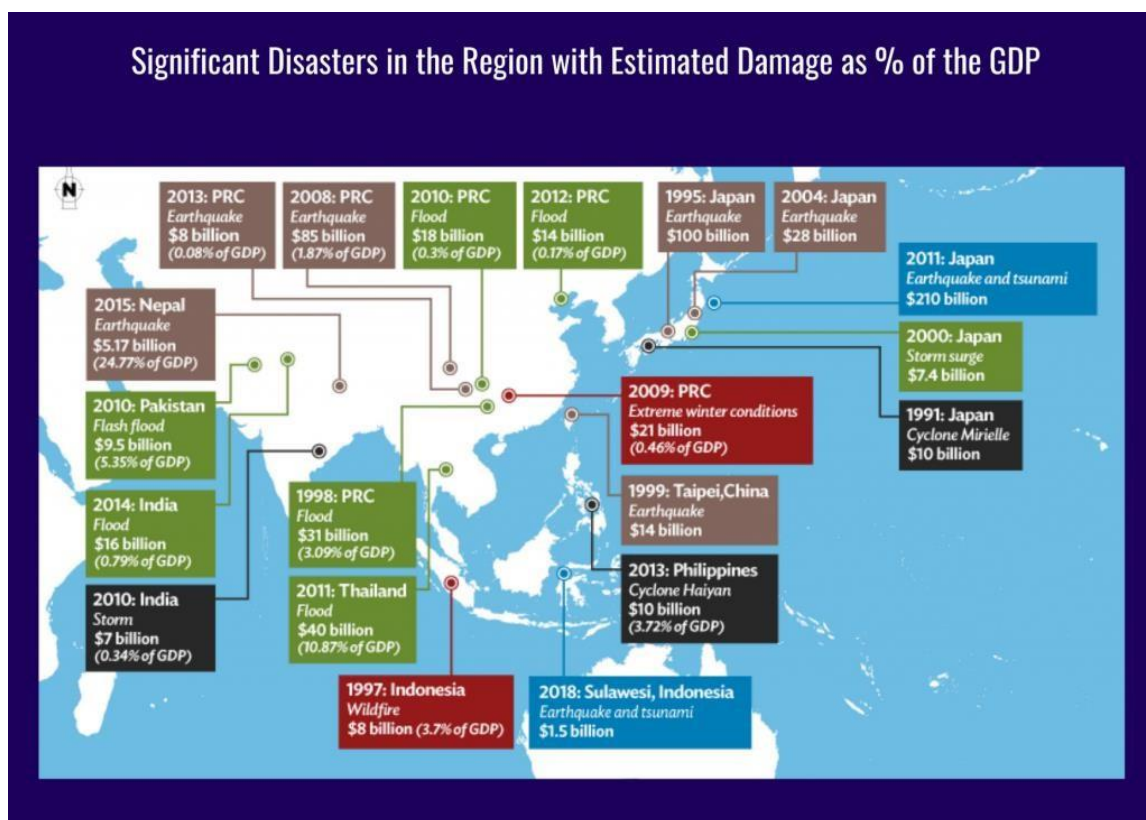 Significant Disasters in the Region with Estimated Damage as % of the GDP
N
2013: PRC
Earthquake
$8 billion
(0.08% of GDP)
2008: PRC
Earthquake
$85 billion
(1.87% of GDP)
2010: PRC
Flood
$18 billion
(0.3% of GDP)
2012: PRC
Flood
$14 billion
(0.17% of GDP)
1995: Japan
Earthquake
$100 billion
2004: Japan
Earthquake
$28 billion
2011: Japan
Earthquake and tsunami
$210 billion
2015: Nepal
Earthquake
$5.17 billion
(24.77% of GDP)
2000: Japan
Storm surge
$7.4 billion
2010: Pakistan
Flash flood
$9.5 billion
(5.35% of GDP)
2009: PRC
Extreme winter conditions
$21 billion
(0.46% of GDP)
1991: Japan
Cyclone Mirielle
$10 billion
2014: India
Flood
$16 billion
(0.79% of GDP)
1998: PRC
Flood
$31 billion
(3.09% of GDP)
1999: Taipei,China
Earthquake
$14 billion
2010: India
Storm
$7 billion
(0.34% of GDP)
2011: Thailand
Flood
$40 billion
(10.87% of GDP)
2013: Philippines
Cyclone Haiyan
$10 billion
(3.72% of GDP)
1997: Indonesia
Wildfire
$8 billion (3.7% of GDP)
2018: Sulawesi, Indonesia
Earthquake and tsunami
$1.5 billion